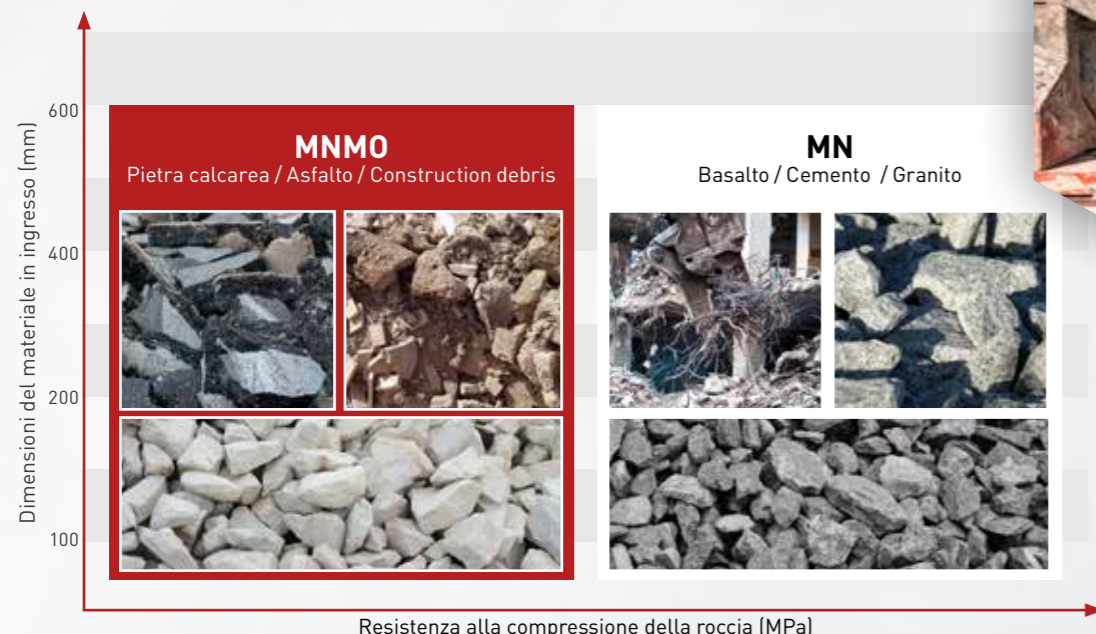 600
400
200
100
Dimensioni del materiale in ingresso (mm)
MNMO
Pietra calcarea / Asfalto / Construction debris
MN
Basalto / Cemento / Granito
Resistenza alla compressione della roccia (MPa)